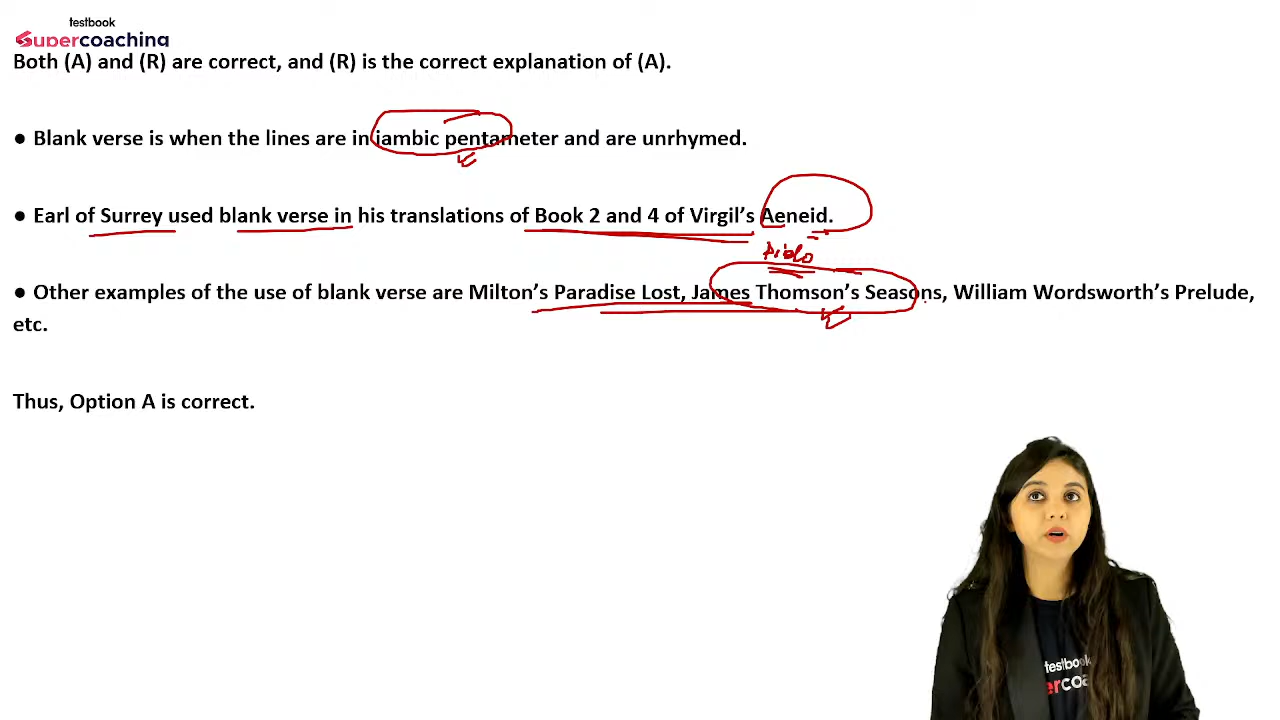 testbook
Supercoaching
Both (A) and (R) are correct, and (R) is the correct explanation of (A).
● Blank verse is when the lines are in iambic pentameter and are unrhymed.
● Earl of Surrey used blank verse in his translations of Book 2 and 4 of Virgil’s Aeneid.
● Other examples of the use of blank verse are Milton’s Paradise Lost, James Thomson’s Seasons, William Wordsworth’s Prelude,
etc.
Thus, Option A is correct.
testbook
ercoa